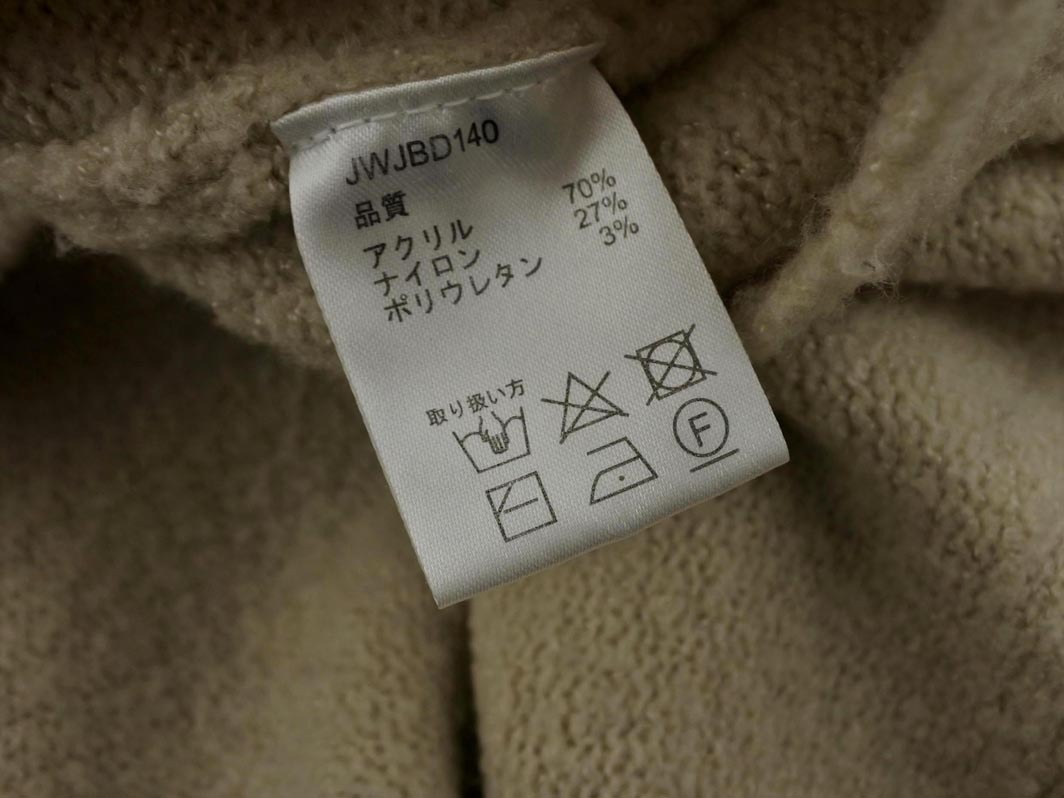 JWJBD140
品質
アクリル 70%
ナイロン 27%
ポリウレタン 3%
取り扱い方
F